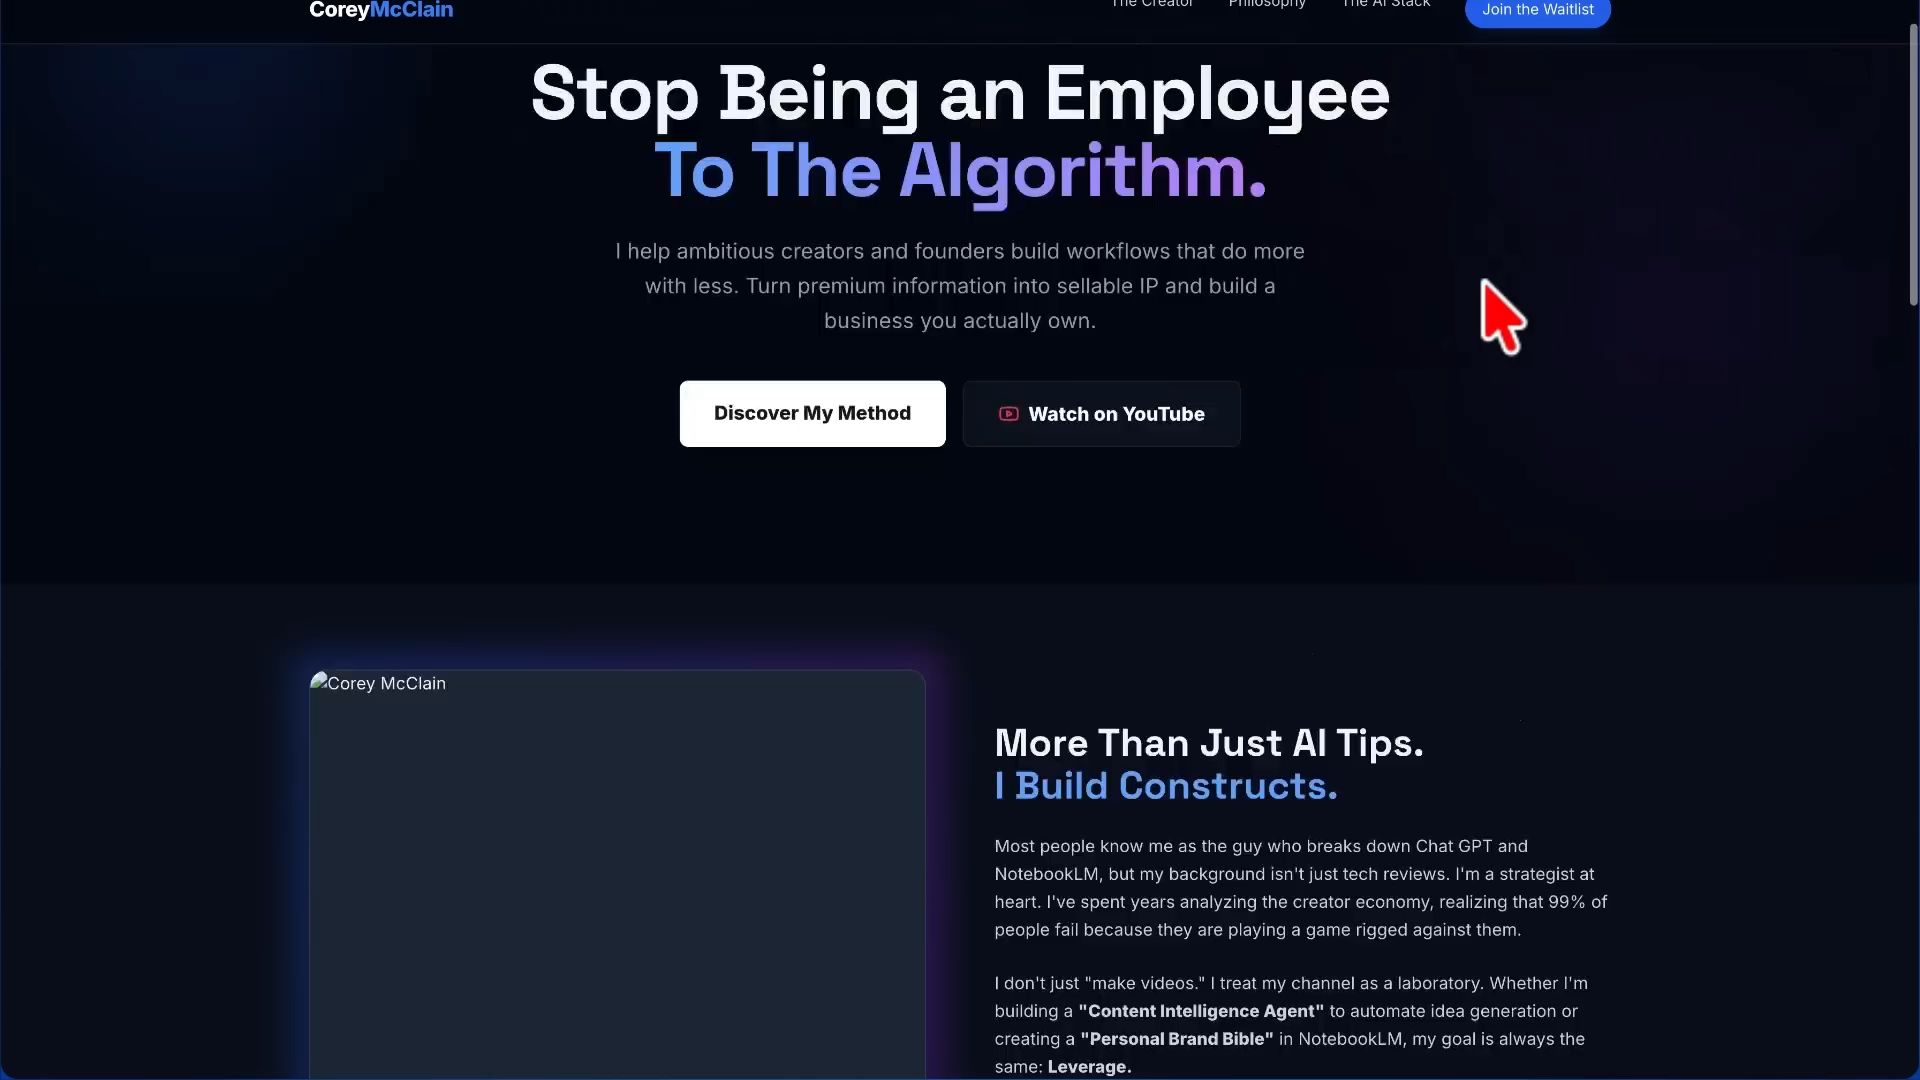 CoreyMcClain
The Creator
Philosophy
The AI Stack
Join the Waitlist
Stop Being an Employee
To The Algorithm.
I help ambitious creators and founders build workflows that do more
with less. Turn premium information into sellable IP and build a
business you actually own.
Discover My Method
Watch on YouTube
Corey McClain
More Than Just AI Tips.
I Build Constructs.
Most people know me as the guy who breaks down Chat GPT and
NotebookLM, but my background isn't just tech reviews. I'm a strategist at
heart. I've spent years analyzing the creator economy, realizing that 99% of
people fail because they are playing a game rigged against them.
I don't just "make videos." I treat my channel as a laboratory. Whether I'm
building a "Content Intelligence Agent" to automate idea generation or
creating a "Personal Brand Bible" in NotebookLM, my goal is always the
same: Leverage.